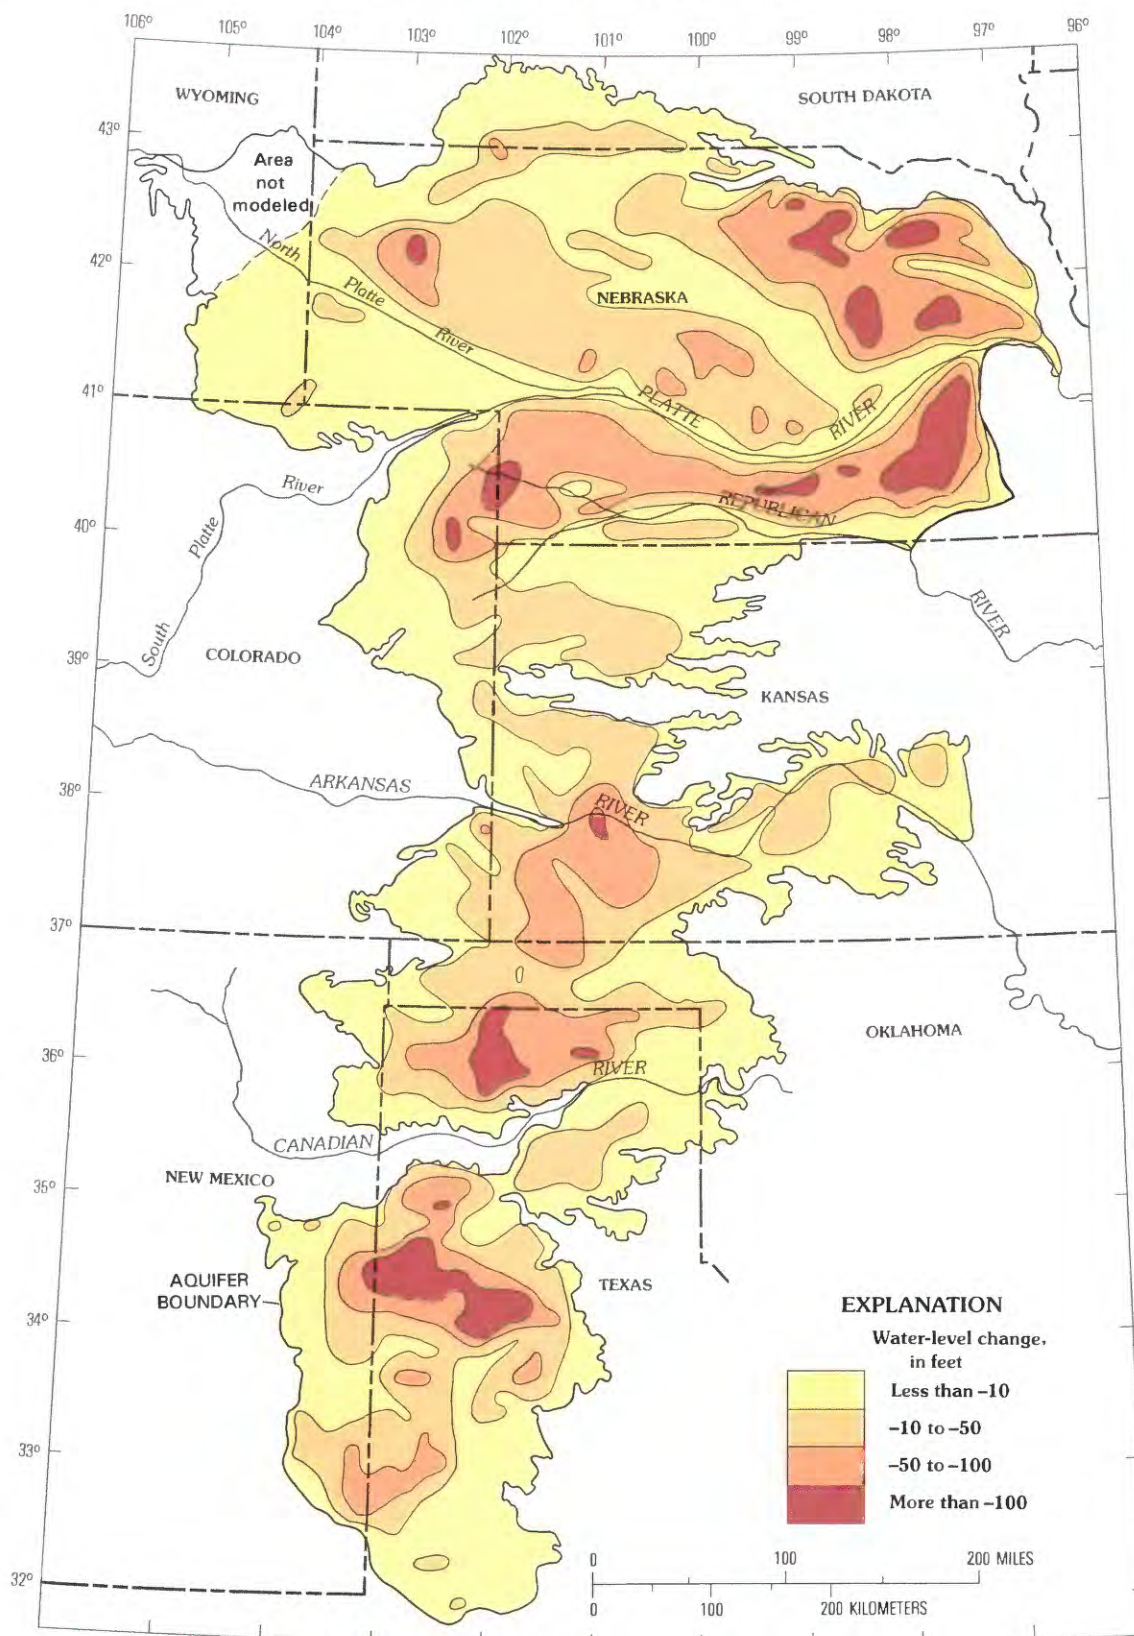 106° 105° 104° 103° 102° 101° 100° 99° 98° 97° 96°
WYOMING
SOUTH DAKOTA
43°
Area
not
modeled
North
Platte
River
42°
NEBRASKA
41°
PLATTE
RIVER
River
Platte
South
REPUBLICAN
40°
RIVER
COLORADO
39°
KANSAS
ARKANSAS
RIVER
38°
37°
OKLAHOMA
36°
RIVER
CANADIAN
NEW MEXICO
35°
AQUIFER
BOUNDARY
TEXAS
34°
EXPLANATION
Water-level change,
in feet
Less than –10
–10 to –50
–50 to –100
More than –100
33°
32°
0 100 200 MILES
0 100 200 KILOMETERS